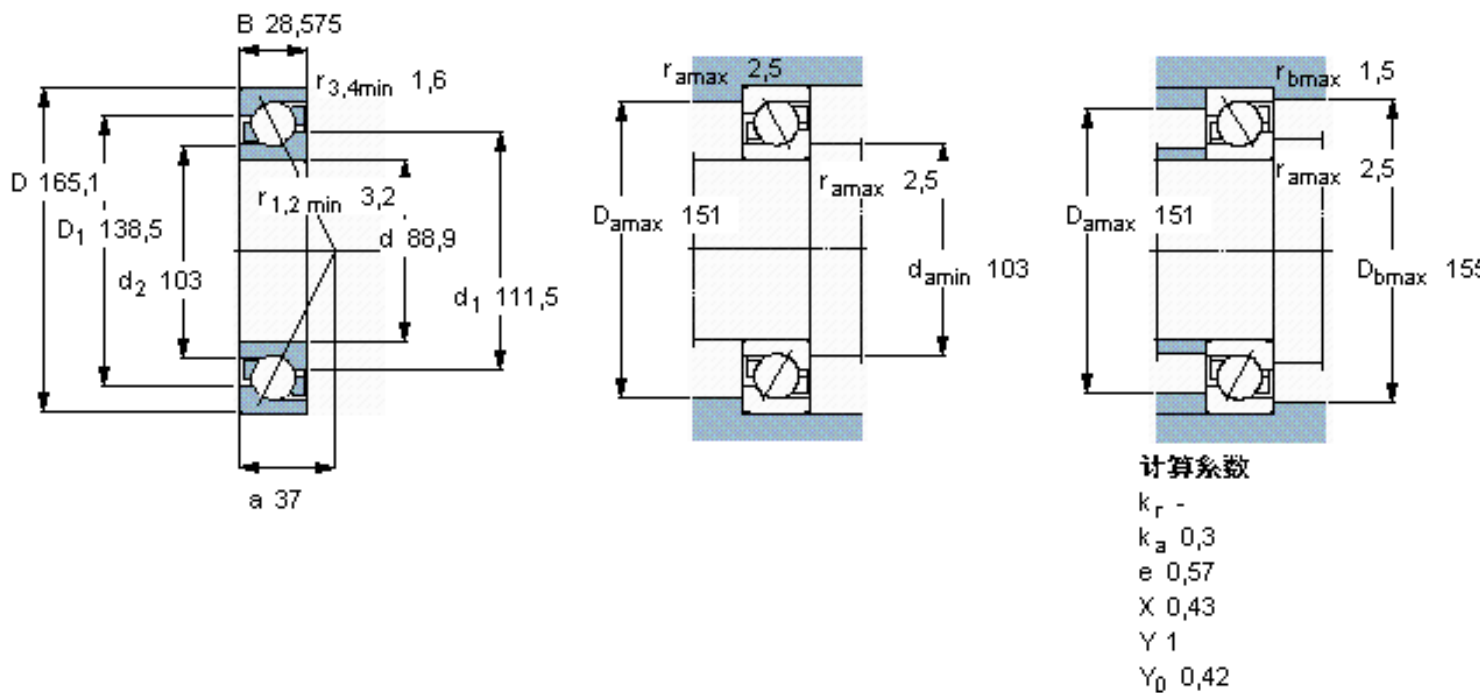 B 28,575
r3,4min 1,6
D 165,1
D1 138,5
r1,2 min 3,2
d 88,9
d2 103
d1 111,5
a 37
ramax 2,5
ramax 2,5
Damax 151
damin 103
rbmax 1,5
ramax 2,5
Damax 151
Dbmax 155
计算系数
kr -
ka 0,3
e 0,57
X 0,43
Y 1
Y0 0,42